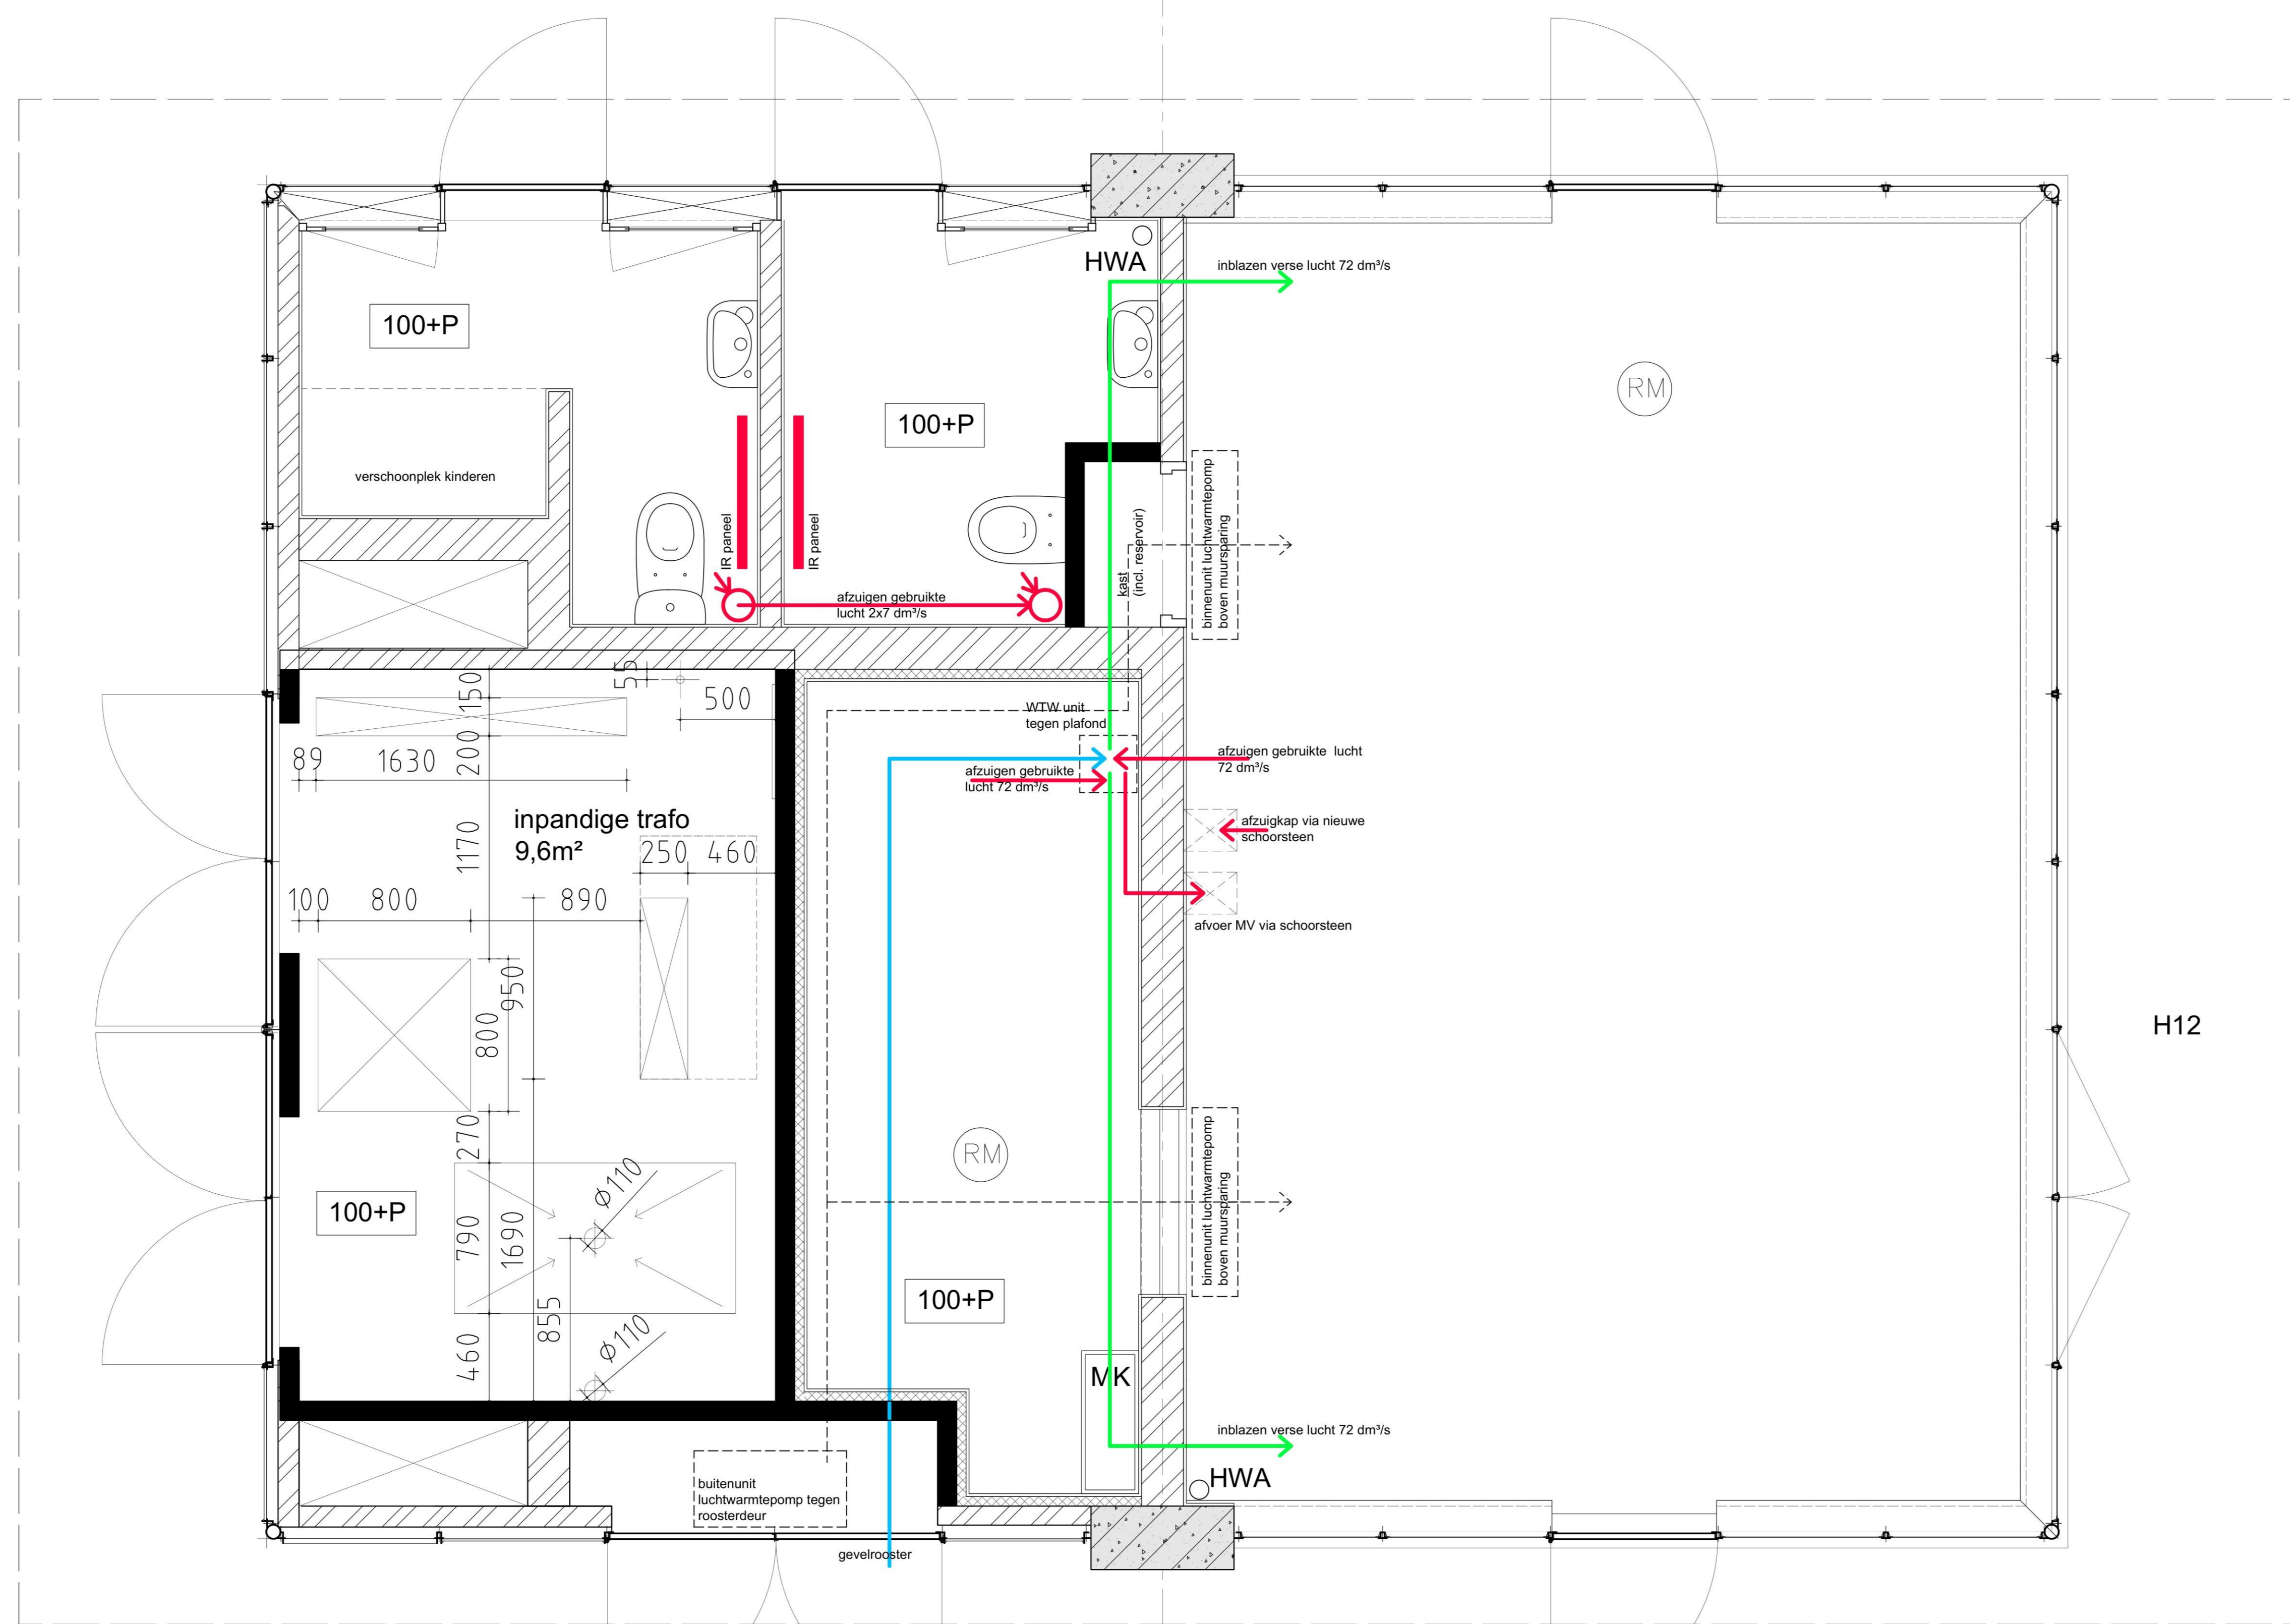 HWA
inblazen verse lucht 72 dm³/s
100+P
RM
100+P
verschoonplek kinderen
IR paneel
IR paneel
kast
(incl. reservoir)
binnenunit luchtwarmtepomp
boven muursparing
afzuigen gebruikte
lucht 2x7 dm³/s
55
150
500
200
WTW unit
tegen plafond
89
1630
afzuigen gebruikte lucht
72 dm³/s
afzuigen gebruikte
lucht 72 dm³/s
inpandige trafo
9,6m²
1170
250
460
afzuigkap via nieuwe
schoorsteen
100
800
890
afvoer MV via schoorsteen
950
800
H12
270
RM
binnenunit luchtwarmtepomp
boven muursparing
100+P
Ø110
790
1690
100+P
855
Ø110
460
MK
inblazen verse lucht 72 dm³/s
HWA
buitenunit
luchtwarmtepomp tegen
roosterdeur
gevelrooster